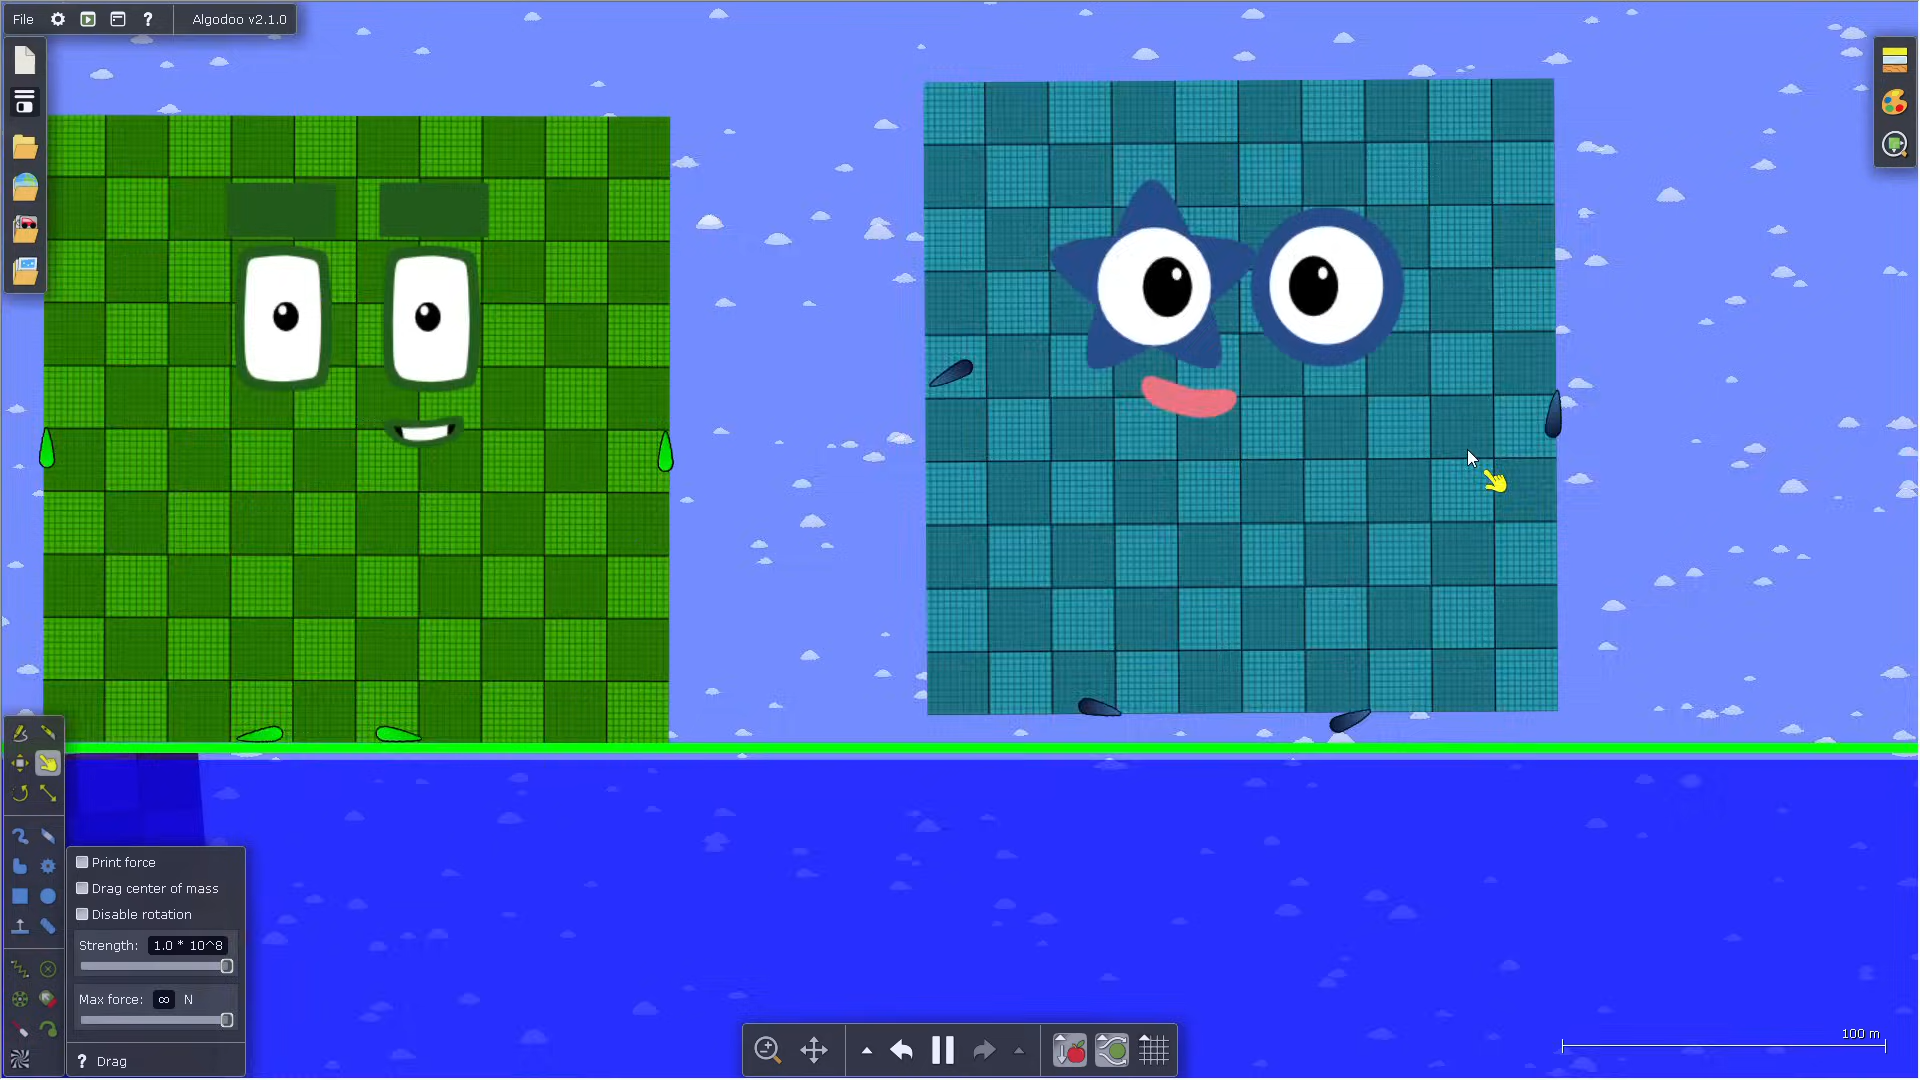 File ? Algodoo v2.1.0
Print force
Drag center of mass
Disable rotation
Strength: 1.0 * 10^8
Max force: ∞ N
? Drag
100 m